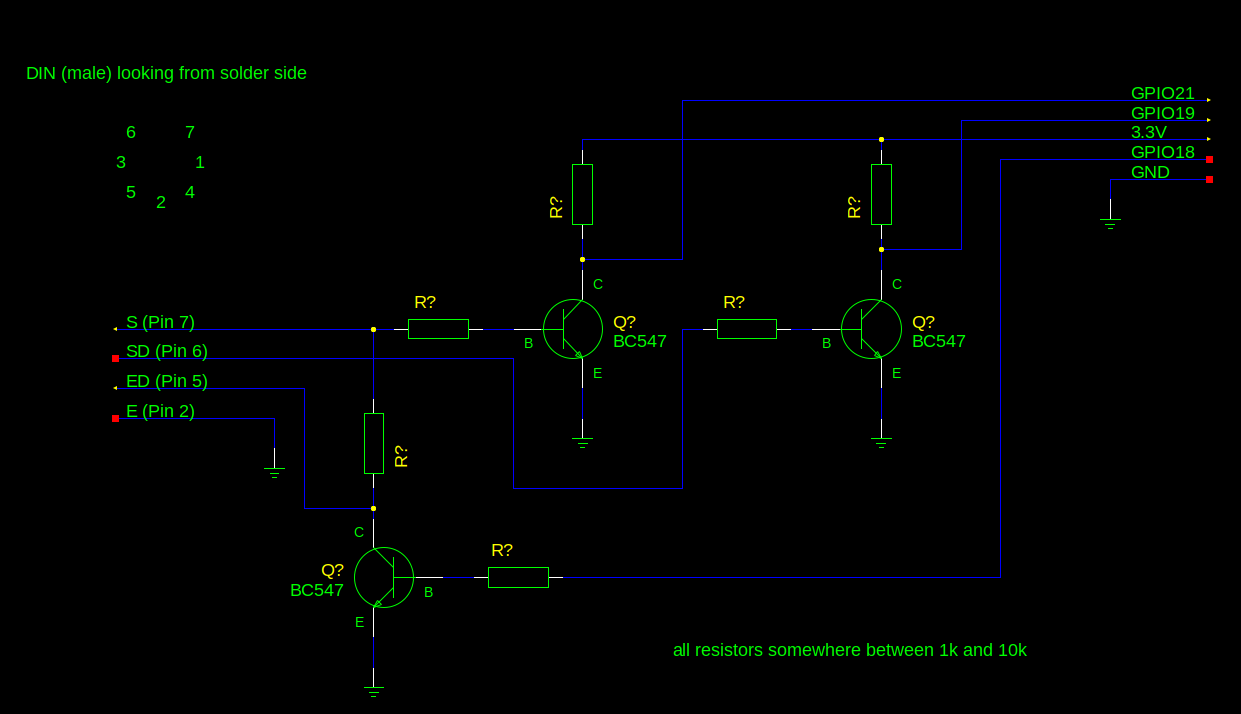 DIN (male) looking from solder side
6 7
3 1
5 4
2
GPIO21
GPIO19
3.3V
GPIO18
GND
R?
R?
C
C
R?
R?
S (Pin 7)
Q?
Q?
BC547
BC547
B
B
SD (Pin 6)
E
E
ED (Pin 5)
E (Pin 2)
R?
C
R?
Q?
BC547
B
E
all resistors somewhere between 1k and 10k